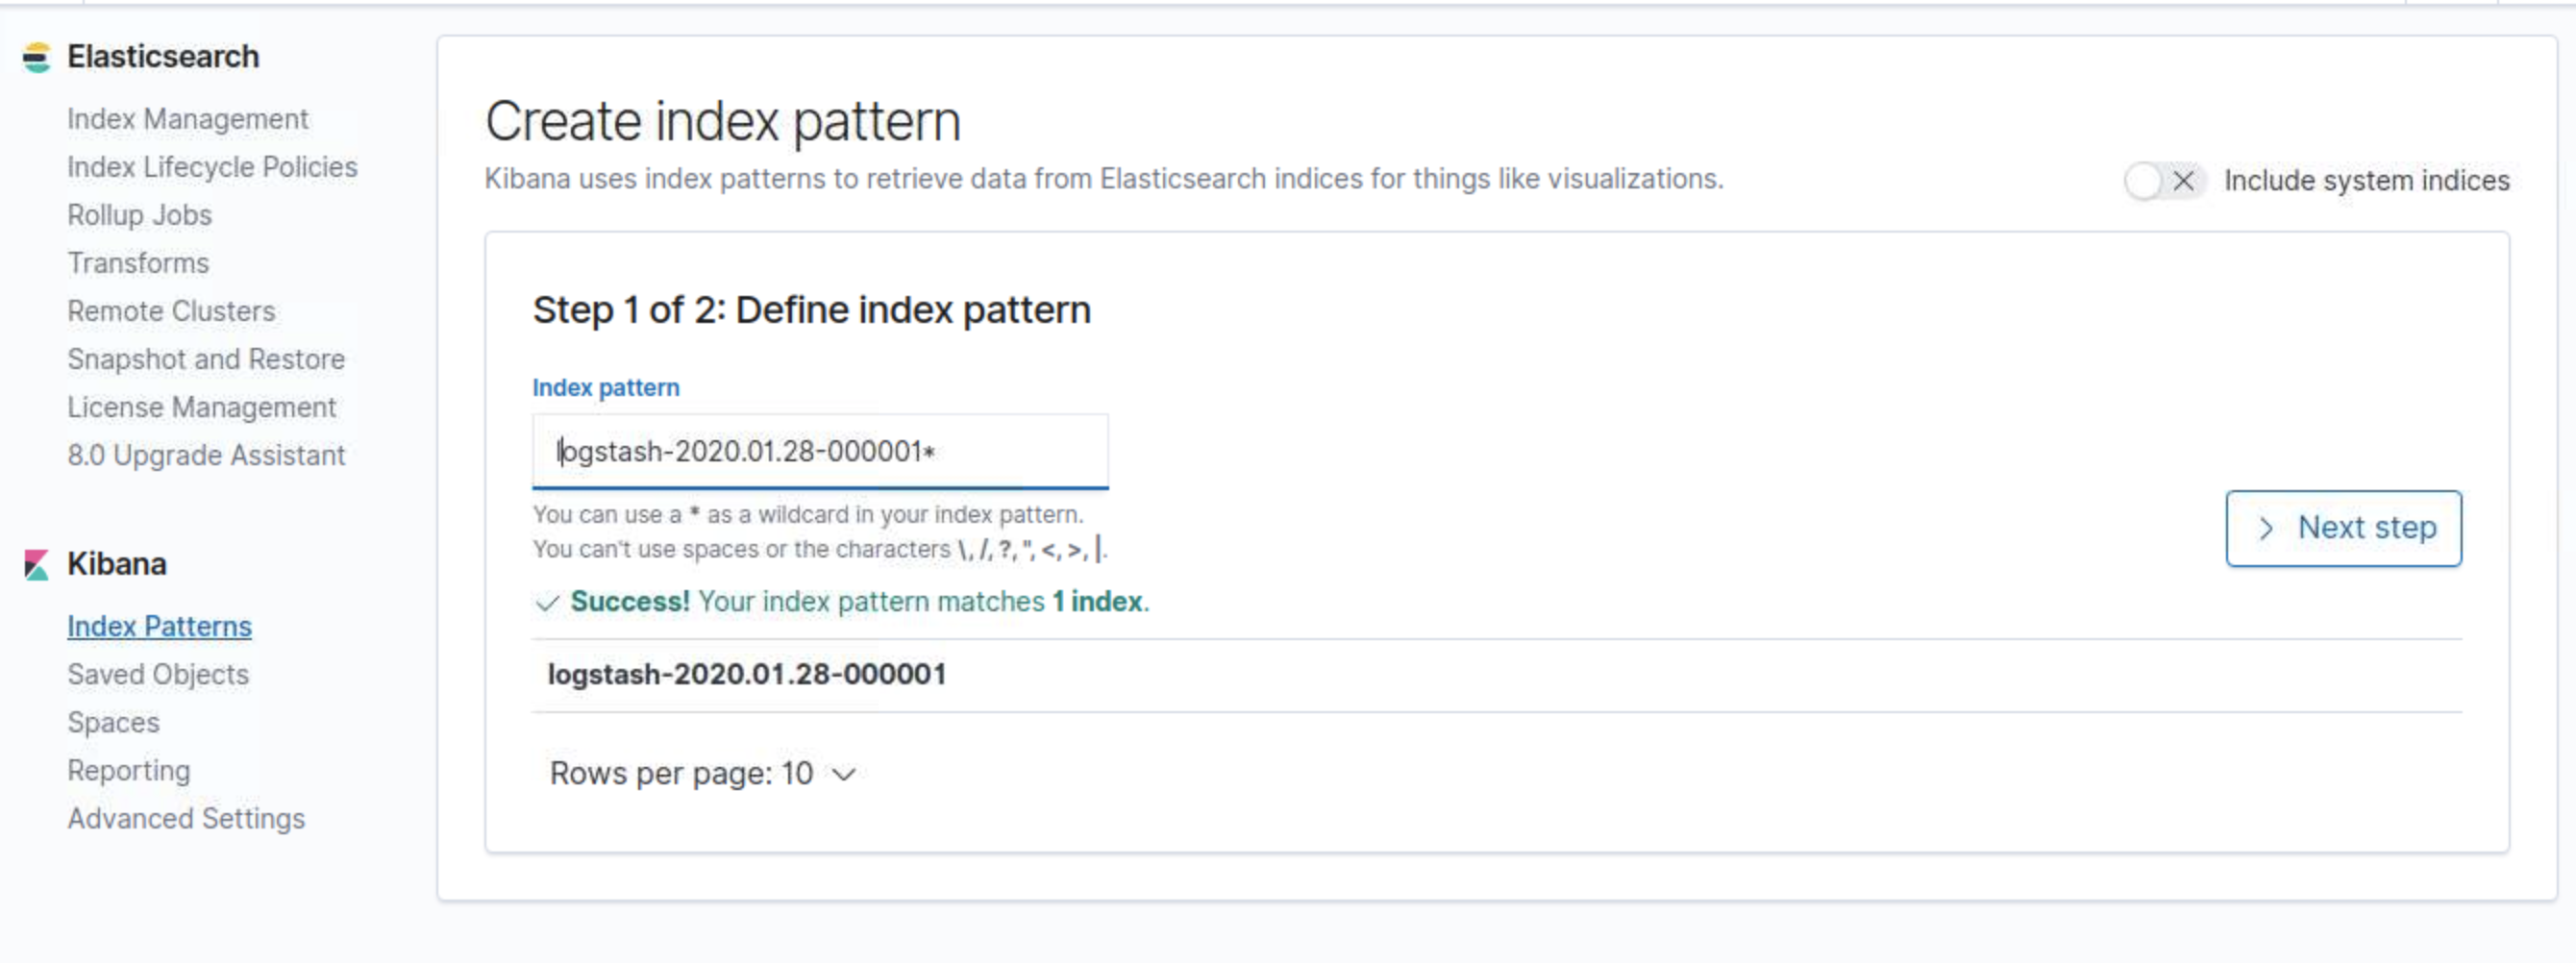 Elasticsearch
Index Management
Index Lifecycle Policies
Rollup Jobs
Transforms
Remote Clusters
Snapshot and Restore
License Management
8.0 Upgrade Assistant
Kibana
Index Patterns
Saved Objects
Spaces
Reporting
Advanced Settings
Create index pattern
Kibana uses index patterns to retrieve data from Elasticsearch indices for things like visualizations.
Include system indices
Step 1 of 2: Define index pattern
Index pattern
logstash-2020.01.28-000001*
You can use a * as a wildcard in your index pattern.
You can't use spaces or the characters \, /, ?, ", <, >, |.
Next step
Success! Your index pattern matches 1 index.
logstash-2020.01.28-000001
Rows per page: 10